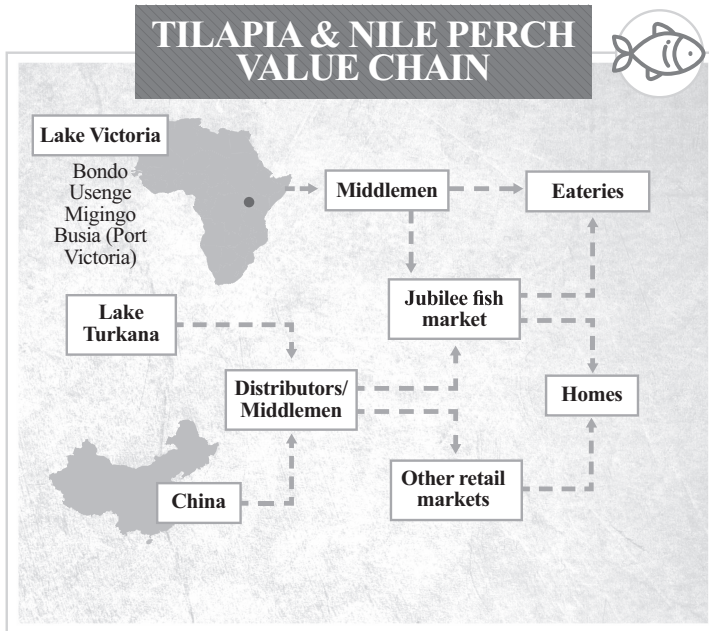 TILAPIA & NILE PERCH
VALUE CHAIN
Lake Victoria
Bondo
Usenge
Migingo
Busia (Port
Victoria)
Middlemen
Eateries
Lake
Turkana
Jubilee fish
market
Distributors/
Middlemen
Homes
China
Other retail
markets